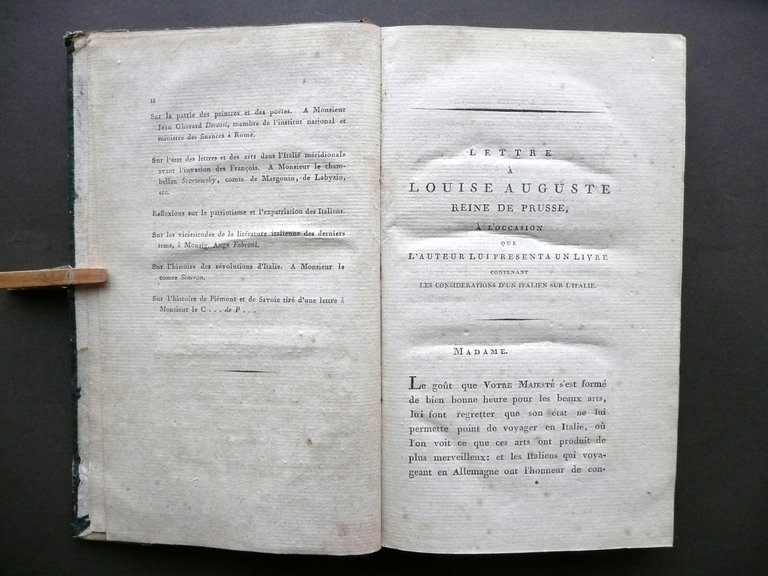 II
Sur la patrie des peintres et des poëtes. A Monsieur
Jean Gherard Derossi, membre de l'institut national et
ministre des finances à Rome.
Sur l'état des lettres et des arts dans l'Italie méridionale
avant l'invasion des François. A Monsieur le cham-
bellan Skorzewsky, comte de Margonin, de Labyzin,
etc.
Reflexions sur le patriotisme et l'expatriation des Italiens.
Sur les vicissitudes de la litérature italienne des derniers
tems, à Monsig. Ange Fabroni.
Sur l'histoire des révolutions d'Italie. A Monsieur le
comte
Sur l'histoire de Piémont et de Savoie tiré d'une lettre à
Monsieur le C . . . de P . . .
LETTRE
À
LOUISE AUGUSTE
REINE DE PRUSSE,
À L'OCCASION
QUE
L'AUTEUR LUI PRESENTA UN LIVRE
CONTENANT
LES CONSIDERATIONS D'UN ITALIEN SUR L'ITALIE.
MADAME.
Le goût que VOTRE MAJESTÉ s'est formé
de bien bonne heure pour les beaux arts,
lui font regretter que son état ne lui
permette point de voyager en Italie, où
l'on voit ce que ces arts ont produit de
plus merveilleux: et les Italiens qui voya-
geant en Allemagne ont l'honneur de con-
*